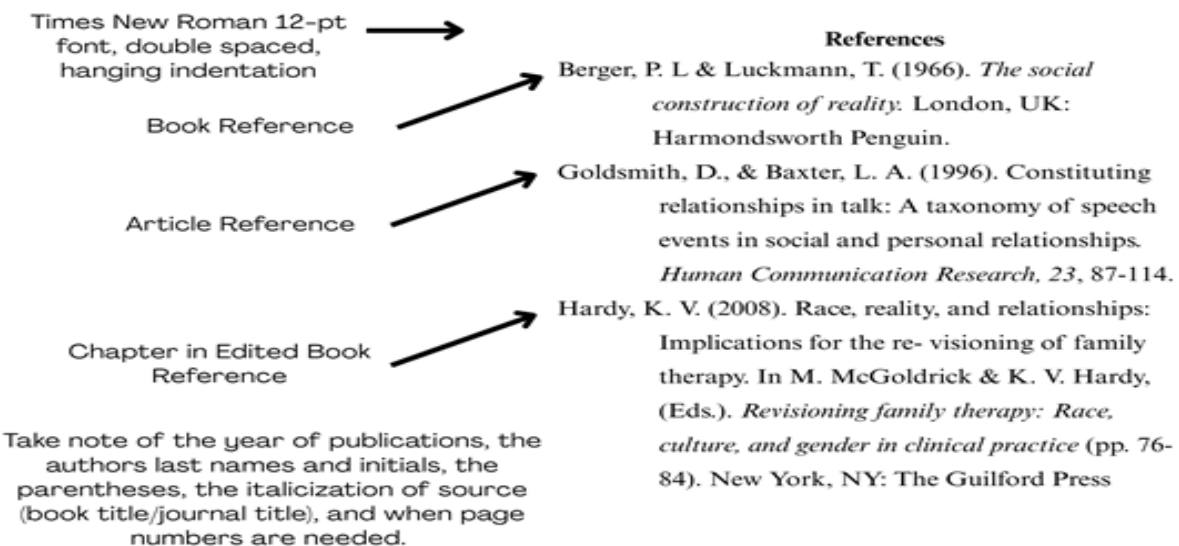 Times New Roman 12-pt
font, double spaced,
hanging indentation
Book Reference
Article Reference
Chapter in Edited Book
Reference
Take note of the year of publications, the
authors last names and initials, the
parentheses, the italicization of source
(book title/journal title), and when page
numbers are needed.
References
Berger, P. L & Luckmann, T. (1966). The social
construction of reality. London, UK:
Harmondsworth Penguin.
Goldsmith, D., & Baxter, L. A. (1996). Constituting
relationships in talk: A taxonomy of speech
events in social and personal relationships.
Human Communication Research, 23, 87-114.
Hardy, K. V. (2008). Race, reality, and relationships:
Implications for the re- visioning of family
therapy. In M. McGoldrick & K. V. Hardy,
(Eds.). Revisioning family therapy: Race,
culture, and gender in clinical practice (pp. 76-
84). New York, NY: The Guilford Press